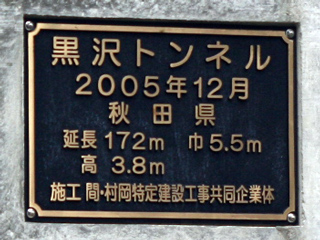 黒沢トンネル
2005年12月
秋田県
延長 172m 巾 5.5m
高 3.8m
施工 間・村岡特定建設工事共同企業体